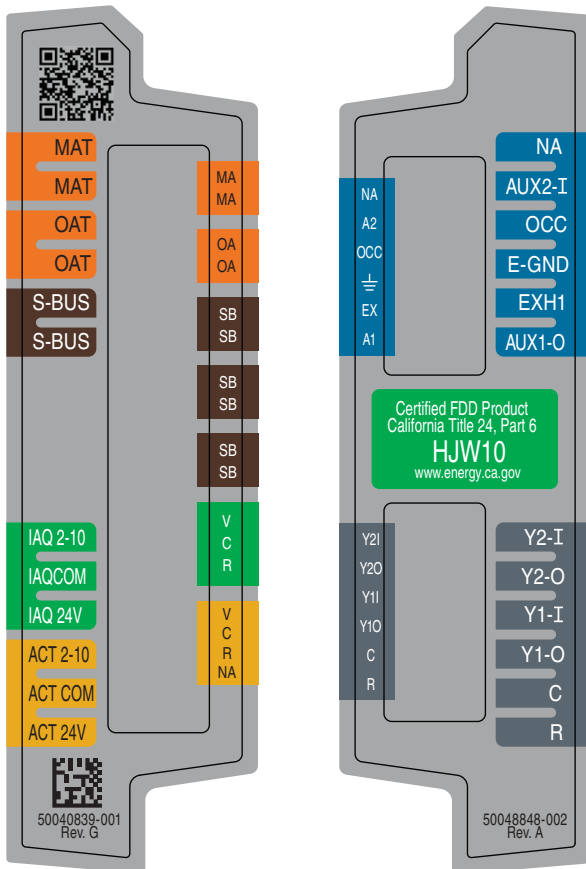 MAT
MAT
OAT
OAT
S-BUS
S-BUS
IAQ 2-10
IAQCOM
IAQ 24V
ACT 2-10
ACT COM
ACT 24V
50040839-001
Rev. G
MA
MA
OA
OA
SB
SB
SB
SB
SB
SB
V
C
R
V
C
R
NA
NA
A2
OCC
EX
A1
Certified FDD Product
California Title 24, Part 6
HJW10
www.energy.ca.gov
Y2I
Y2O
Y1I
Y1O
C
R
NA
AUX2-I
OCC
E-GND
EXH1
AUX1-O
Y2-I
Y2-O
Y1-I
Y1-O
C
R
50048848-002
Rev. A